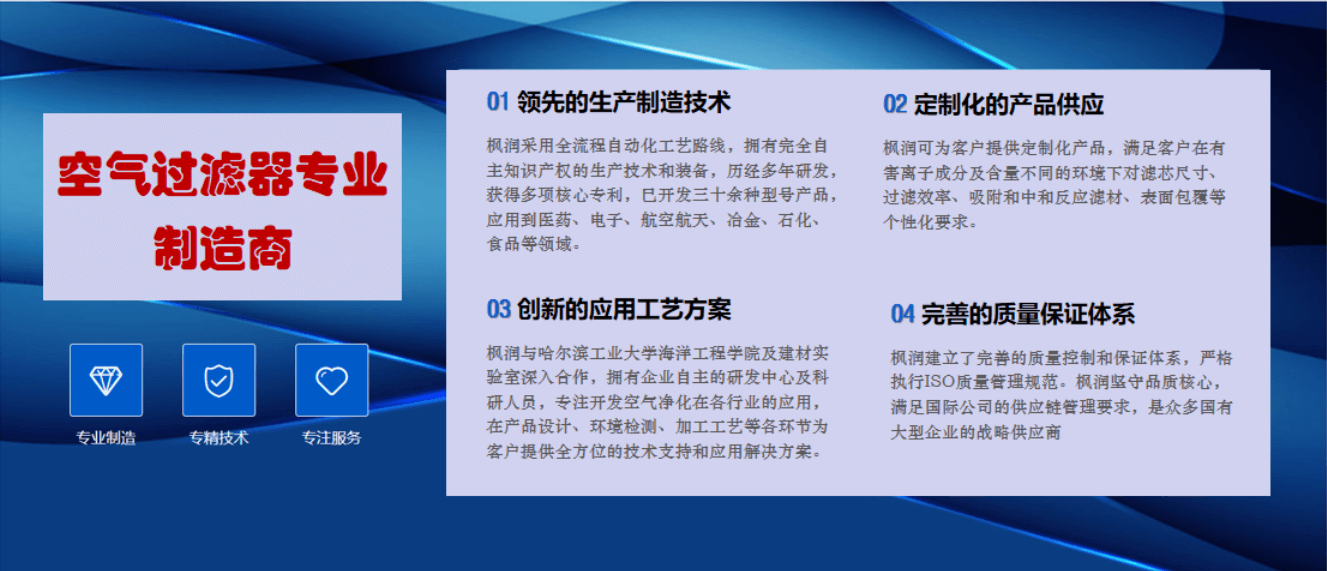 空气过滤器专业
制造商
专业制造
专精技术
专注服务
01 领先的生产制造技术
枫润采用全流程自动化工艺路线，拥有完全自
主知识产权的生产技术和装备，历经多年研发，
获得多项核心专利，已开发三十余种型号产品，
应用到医药、电子、航空航天、冶金、石化、
食品等领域。
02 定制化的产品供应
枫润可为客户提供定制化产品，满足客户在有
害离子成分及含量不同的环境下对滤芯尺寸、
过滤效率、吸附和中和反应滤材、表面包覆等
个性化要求。
03 创新的应用工艺方案
枫润与哈尔滨工业大学海洋工程学院及建材实
验室深入合作，拥有企业自主的研发中心及科
研人员，专注开发空气净化在各行业的应用，
在产品设计、环境检测、加工工艺等各环节为
客户提供全方位的技术支持和应用解决方案。
04 完善的质量保证体系
枫润建立了完善的质量控制和保证体系，严格
执行ISO质量管理规范。枫润坚守品质核心，
满足国际公司的供应链管理要求，是众多国有
大型企业的战略供应商